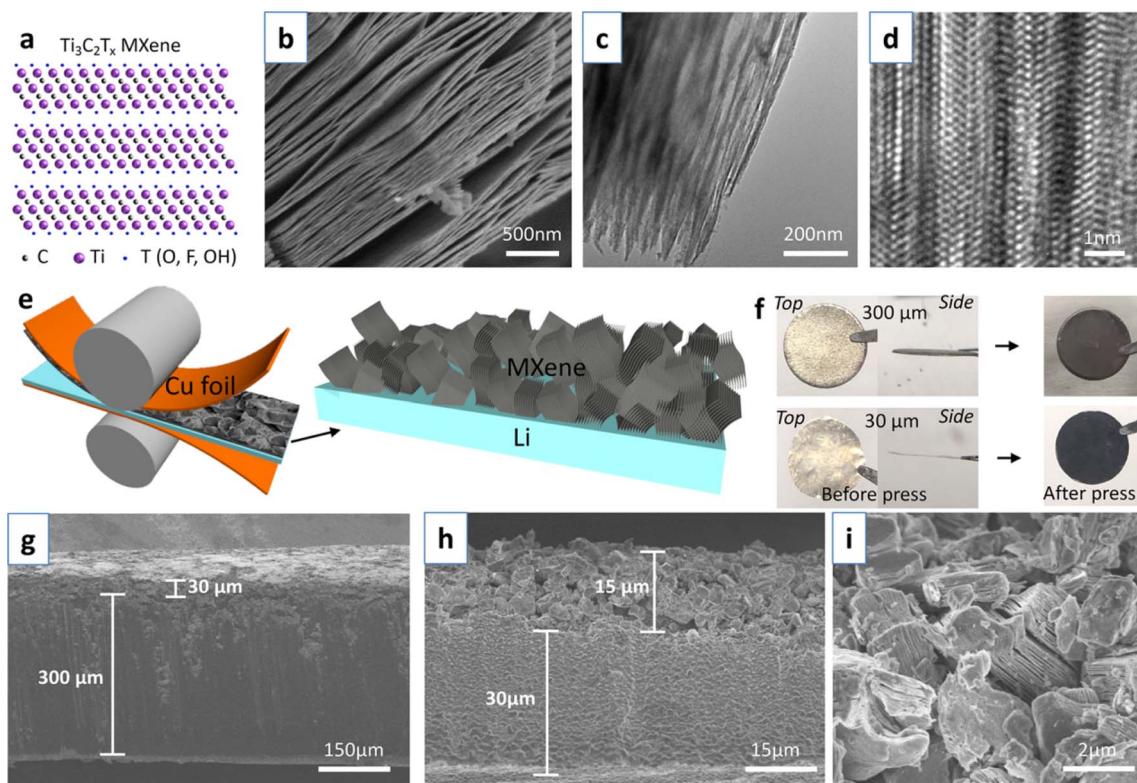 a
Ti₃C₂Tₓ MXene
C Ti T (O, F, OH)
b
500nm
c
200nm
d
1nm
e
Cu foil
MXene
Li
f
Top 300 µm Side
Top 30 µm Side
Before press After press
g
30 µm
300 µm
150µm
h
15 µm
30µm
15µm
i
2µm